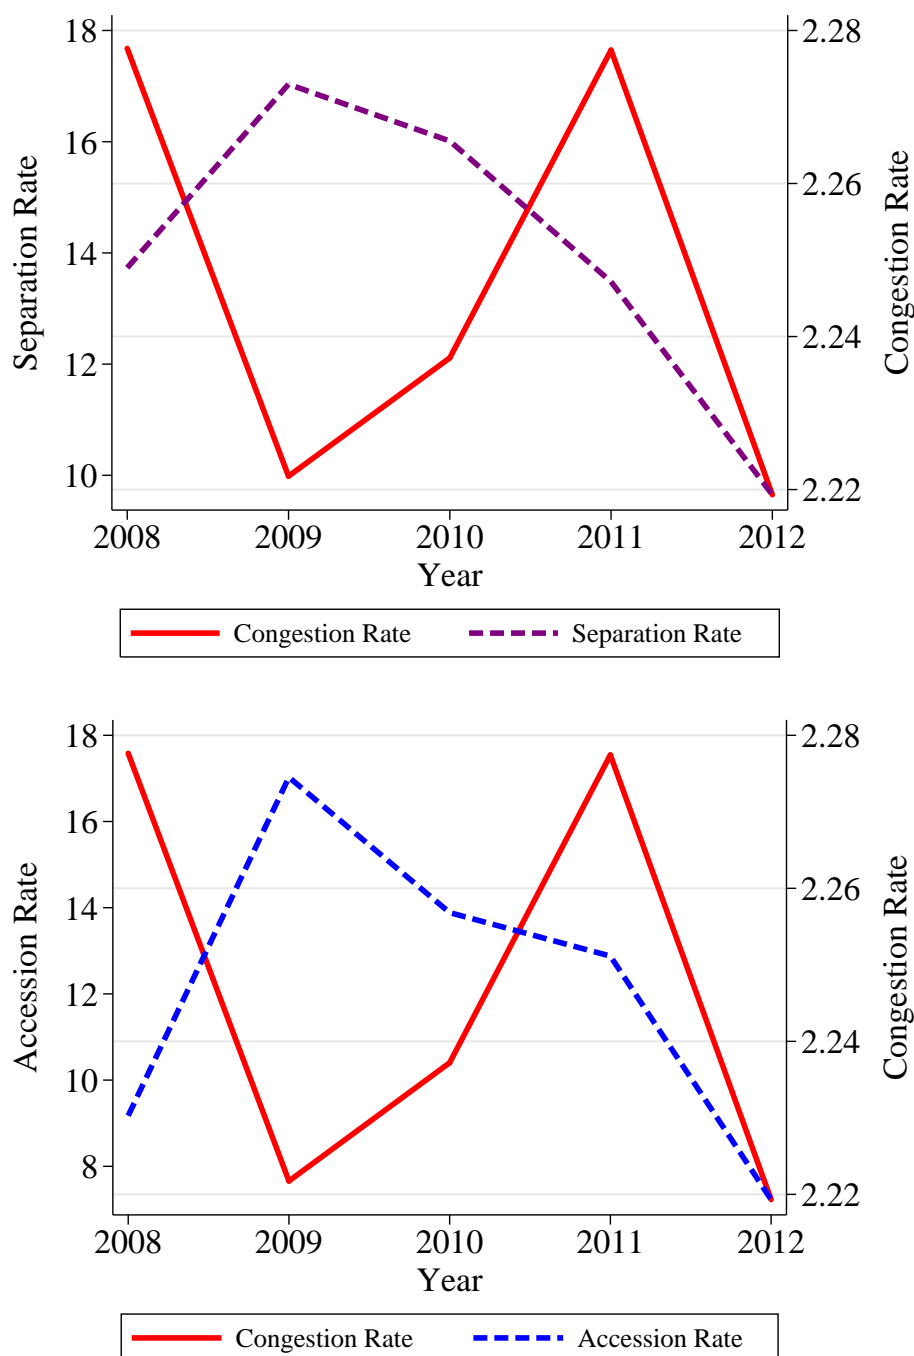 18
16
14
12
10
Separation Rate
2.28
2.26
2.24
2.22
Congestion Rate
2008 2009 2010 2011 2012
Year
Congestion Rate Separation Rate
18
16
14
12
10
8
Accession Rate
2.28
2.26
2.24
2.22
Congestion Rate
2008 2009 2010 2011 2012
Year
Congestion Rate Accession Rate